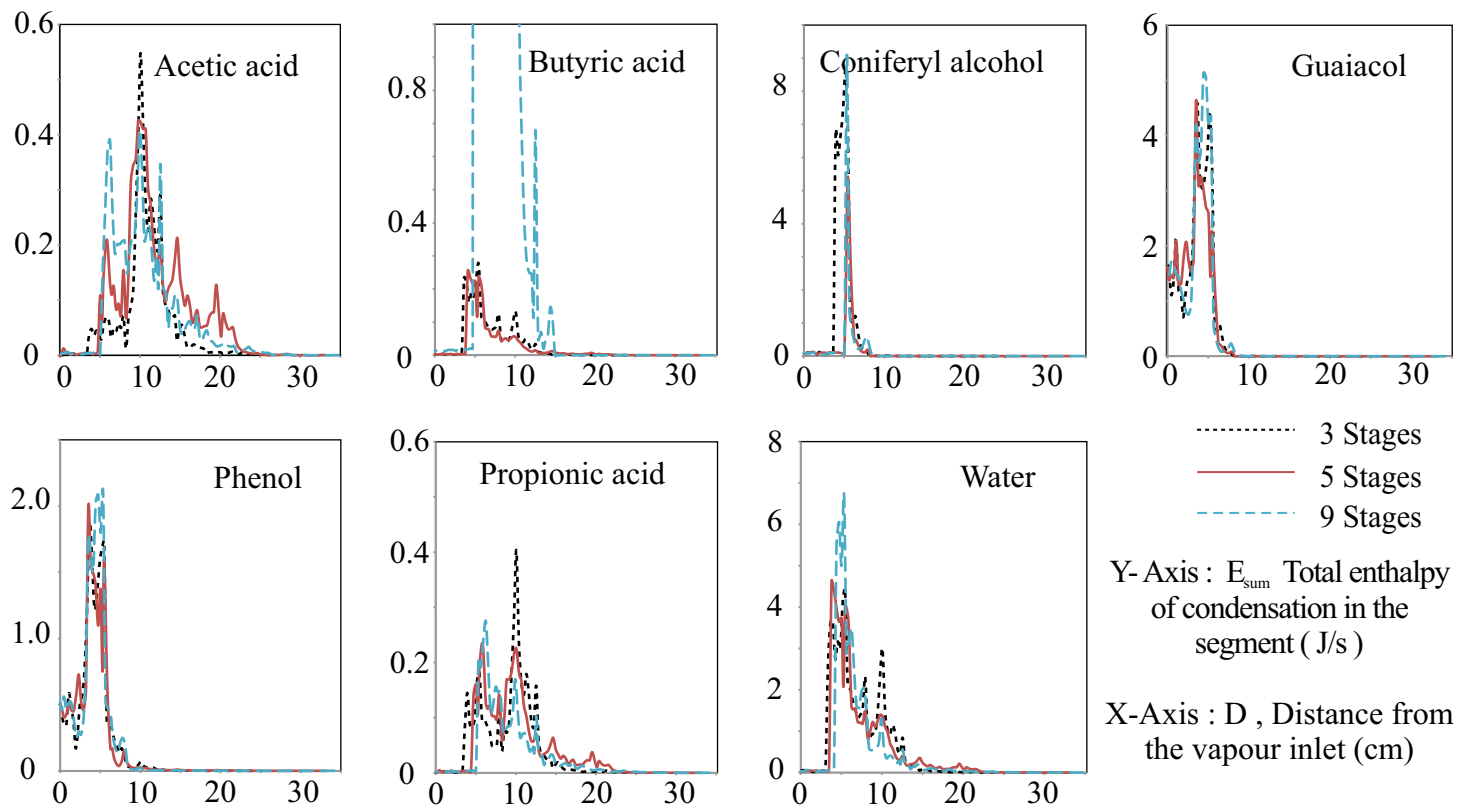 0.6
0.4
0.2
0
0 10 20 30
Acetic acid
0.8
0.4
0
0 10 20 30
Butyric acid
8
4
0
0 10 20 30
Coniferyl alcohol
6
4
2
0
0 10 20 30
Guaiacol
2.0
1.0
0
0 10 20 30
Phenol
0.6
0.4
0.2
0
0 10 20 30
Propionic acid
8
6
4
2
0
0 10 20 30
Water
3 Stages
5 Stages
9 Stages
Y- Axis : E_sum Total enthalpy
of condensation in the
segment ( J/s )
X-Axis : D , Distance from
the vapour inlet (cm)